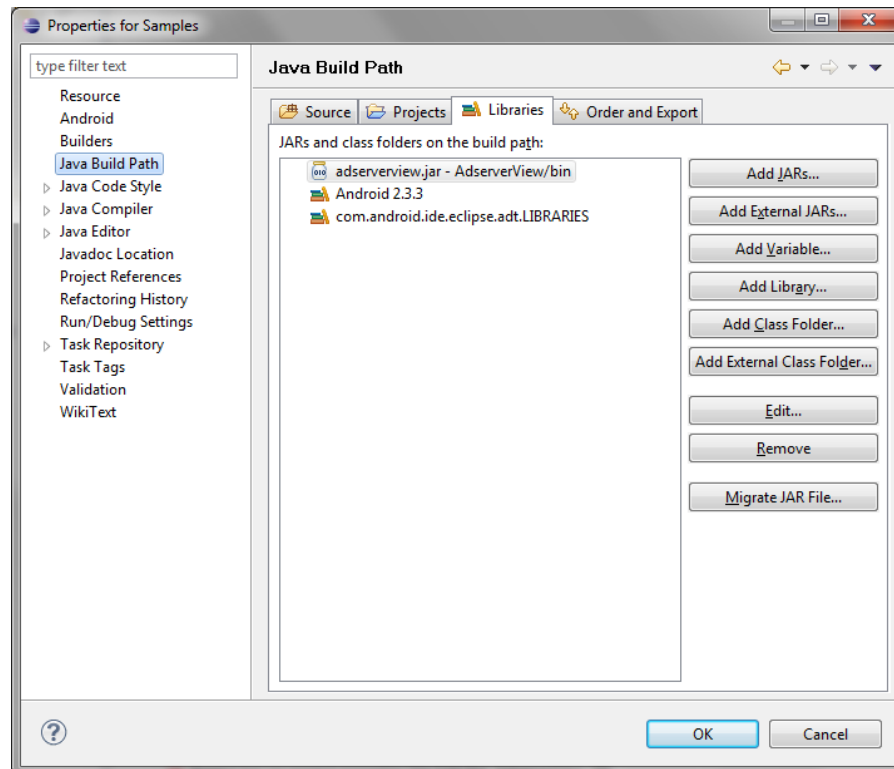 Properties for Samples
type filter text
Resource
Android
Builders
Java Build Path
Java Code Style
Java Compiler
Java Editor
Javadoc Location
Project References
Refactoring History
Run/Debug Settings
Task Repository
Task Tags
Validation
WikiText
Java Build Path
Source Projects Libraries Order and Export
JARs and class folders on the build path:
adserverview.jar - AdserverView/bin
Android 2.3.3
com.android.ide.eclipse.adt.LIBRARIES
Add JARs...
Add External JARs...
Add Variable...
Add Library...
Add Class Folder...
Add External Class Folder...
Edit...
Remove
Migrate JAR File...
OK Cancel